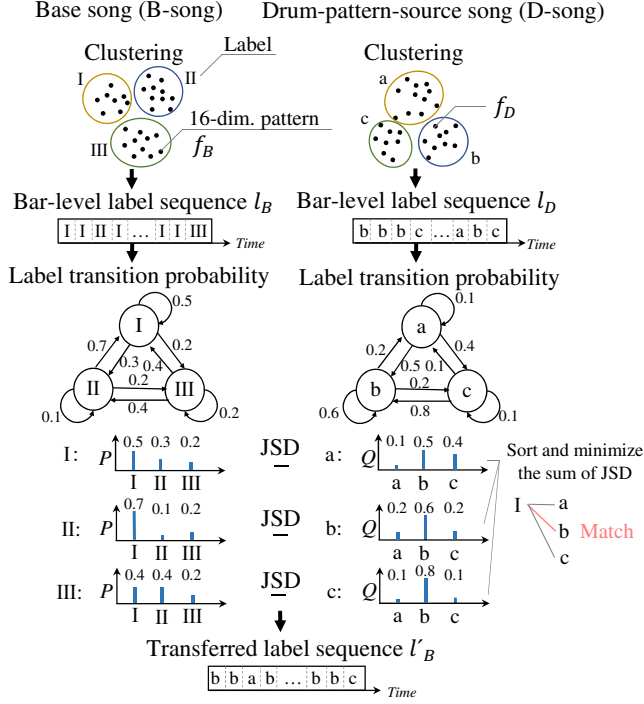 Base song (B-song)
Drum-pattern-source song (D-song)
Clustering
Label
I
II
III
16-dim. pattern
f_B
Clustering
a
c
b
f_D
Bar-level label sequence l_B
I I II I … I I III
Time
Bar-level label sequence l_D
b b b c … a b c
Time
Label transition probability
0.5
I
0.7 0.3 0.4 0.2
0.2
II III
0.4
0.1 0.2
Label transition probability
0.1
a
0.2 0.5 0.1 0.4
0.2
b c
0.8
0.6 0.1
I: P 0.5 0.3 0.2
I II III
JSD
a: Q 0.1 0.5 0.4
a b c
II: P 0.7 0.1 0.2
I II III
JSD
b: Q 0.2 0.6 0.2
a b c
III: P 0.4 0.4 0.2
I II III
JSD
c: Q 0.1 0.8 0.1
a b c
Sort and minimize
the sum of JSD
I a
b Match
c
Transferred label sequence l′_B
b b a b … b b c
Time